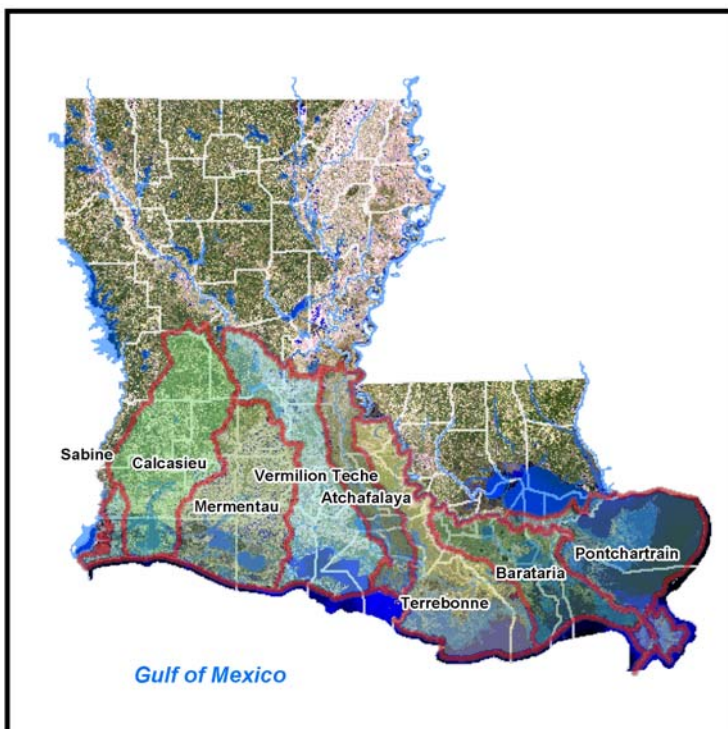 Sabine
Calcasieu
Mermentau
Vermilion Teche
Atchafalaya
Pontchartrain
Barataria
Terrebonne
Gulf of Mexico